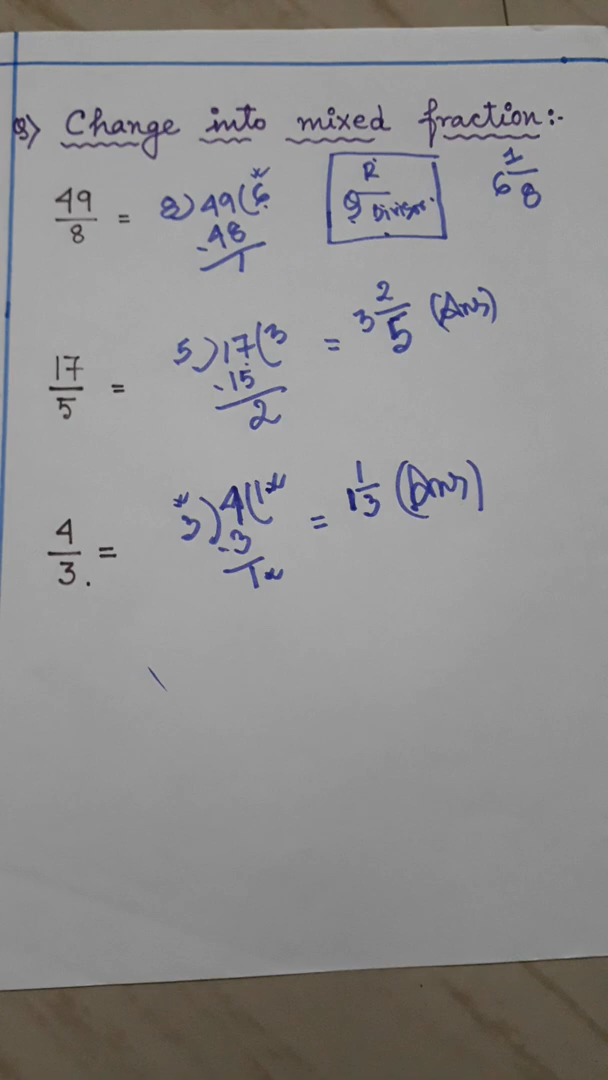 Q) Change into mixed fraction:-
49/8 = 8)49(6 R Q/Divisor 6 1/8
-48
1
17/5 = 5)17(3 = 3 2/5 (Ans)
-15
2
4/3 = 3)4(1 = 1 1/3 (Ans)
-3
1